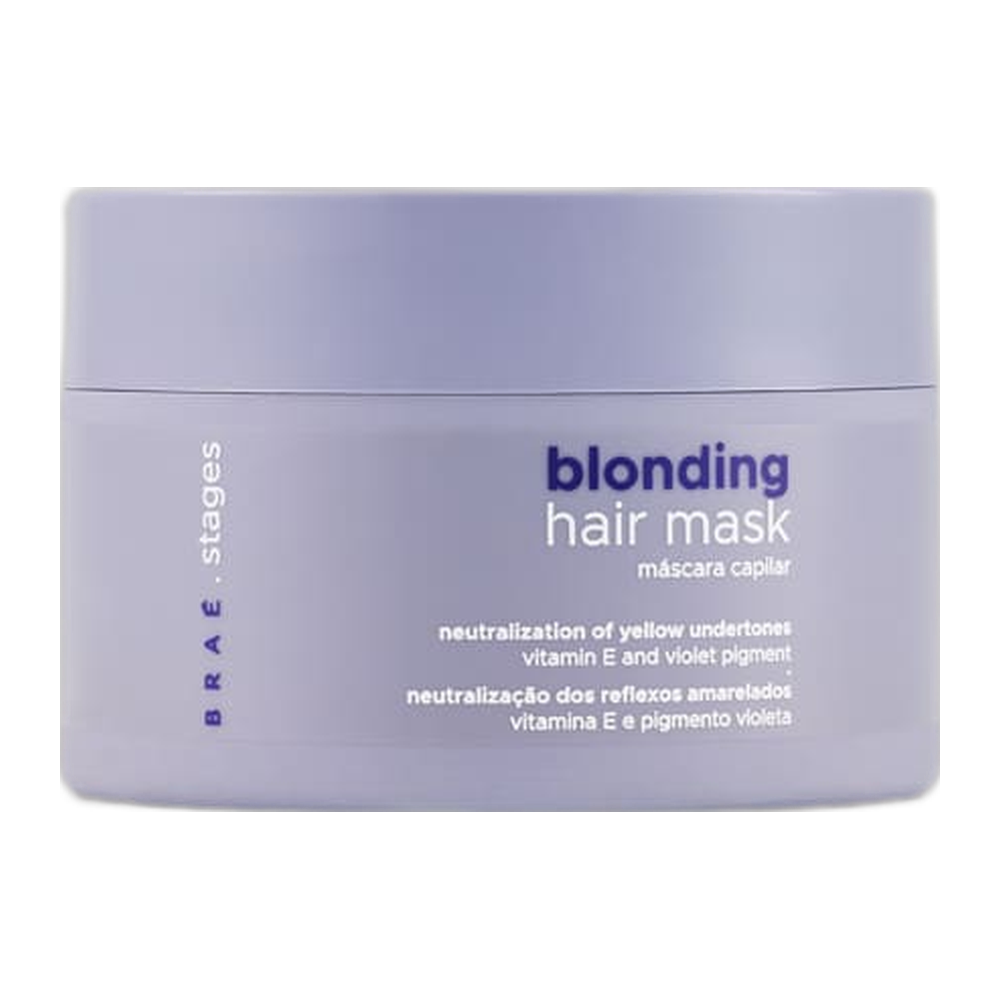 BRAÉ . stages
blonding
hair mask
máscara capilar
neutralization of yellow undertones
vitamin E and violet pigment
neutralização dos reflexos amarelados
vitamina E e pigmento violeta